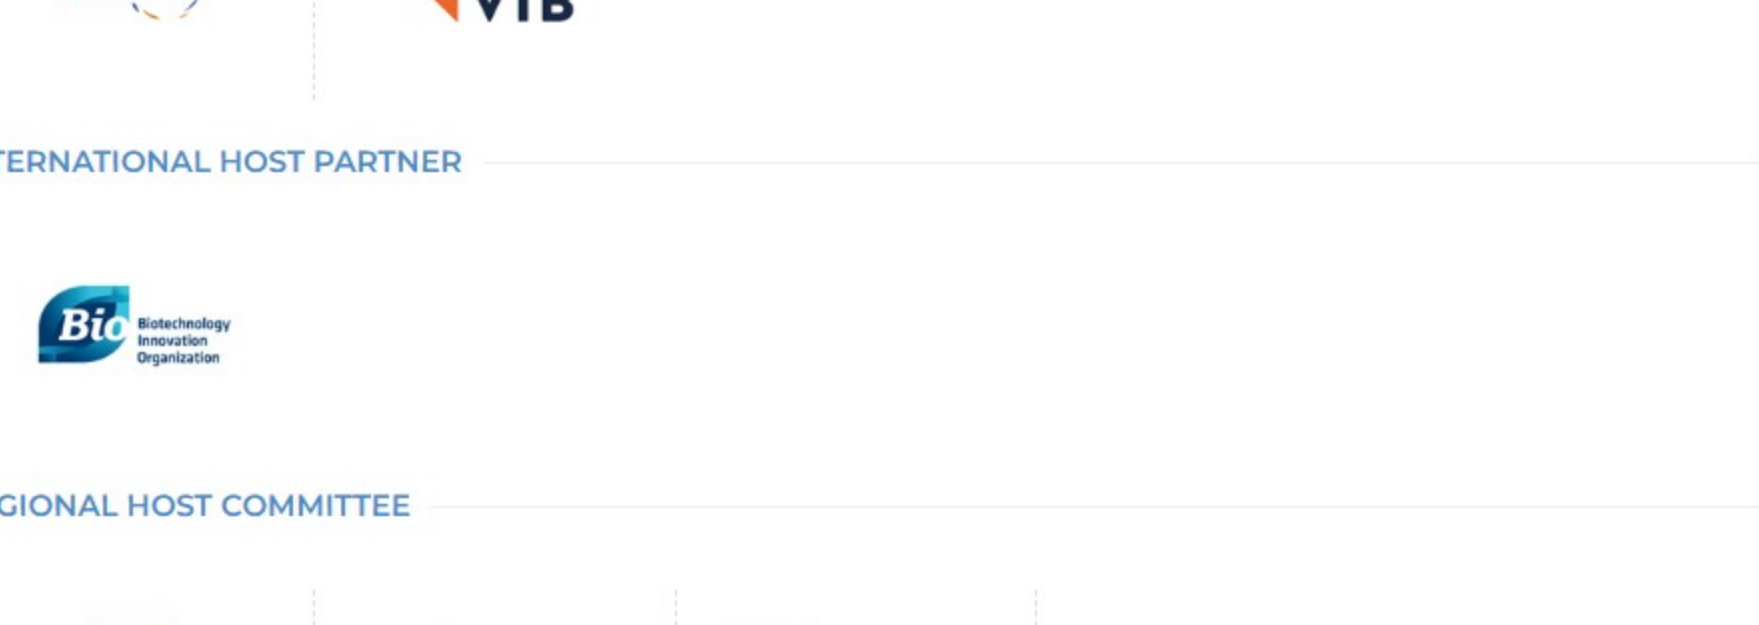 VIB
TERNATIONAL HOST PARTNER
Bio
Biotechnology
Innovation
Organization
GIONAL HOST COMMITTEE